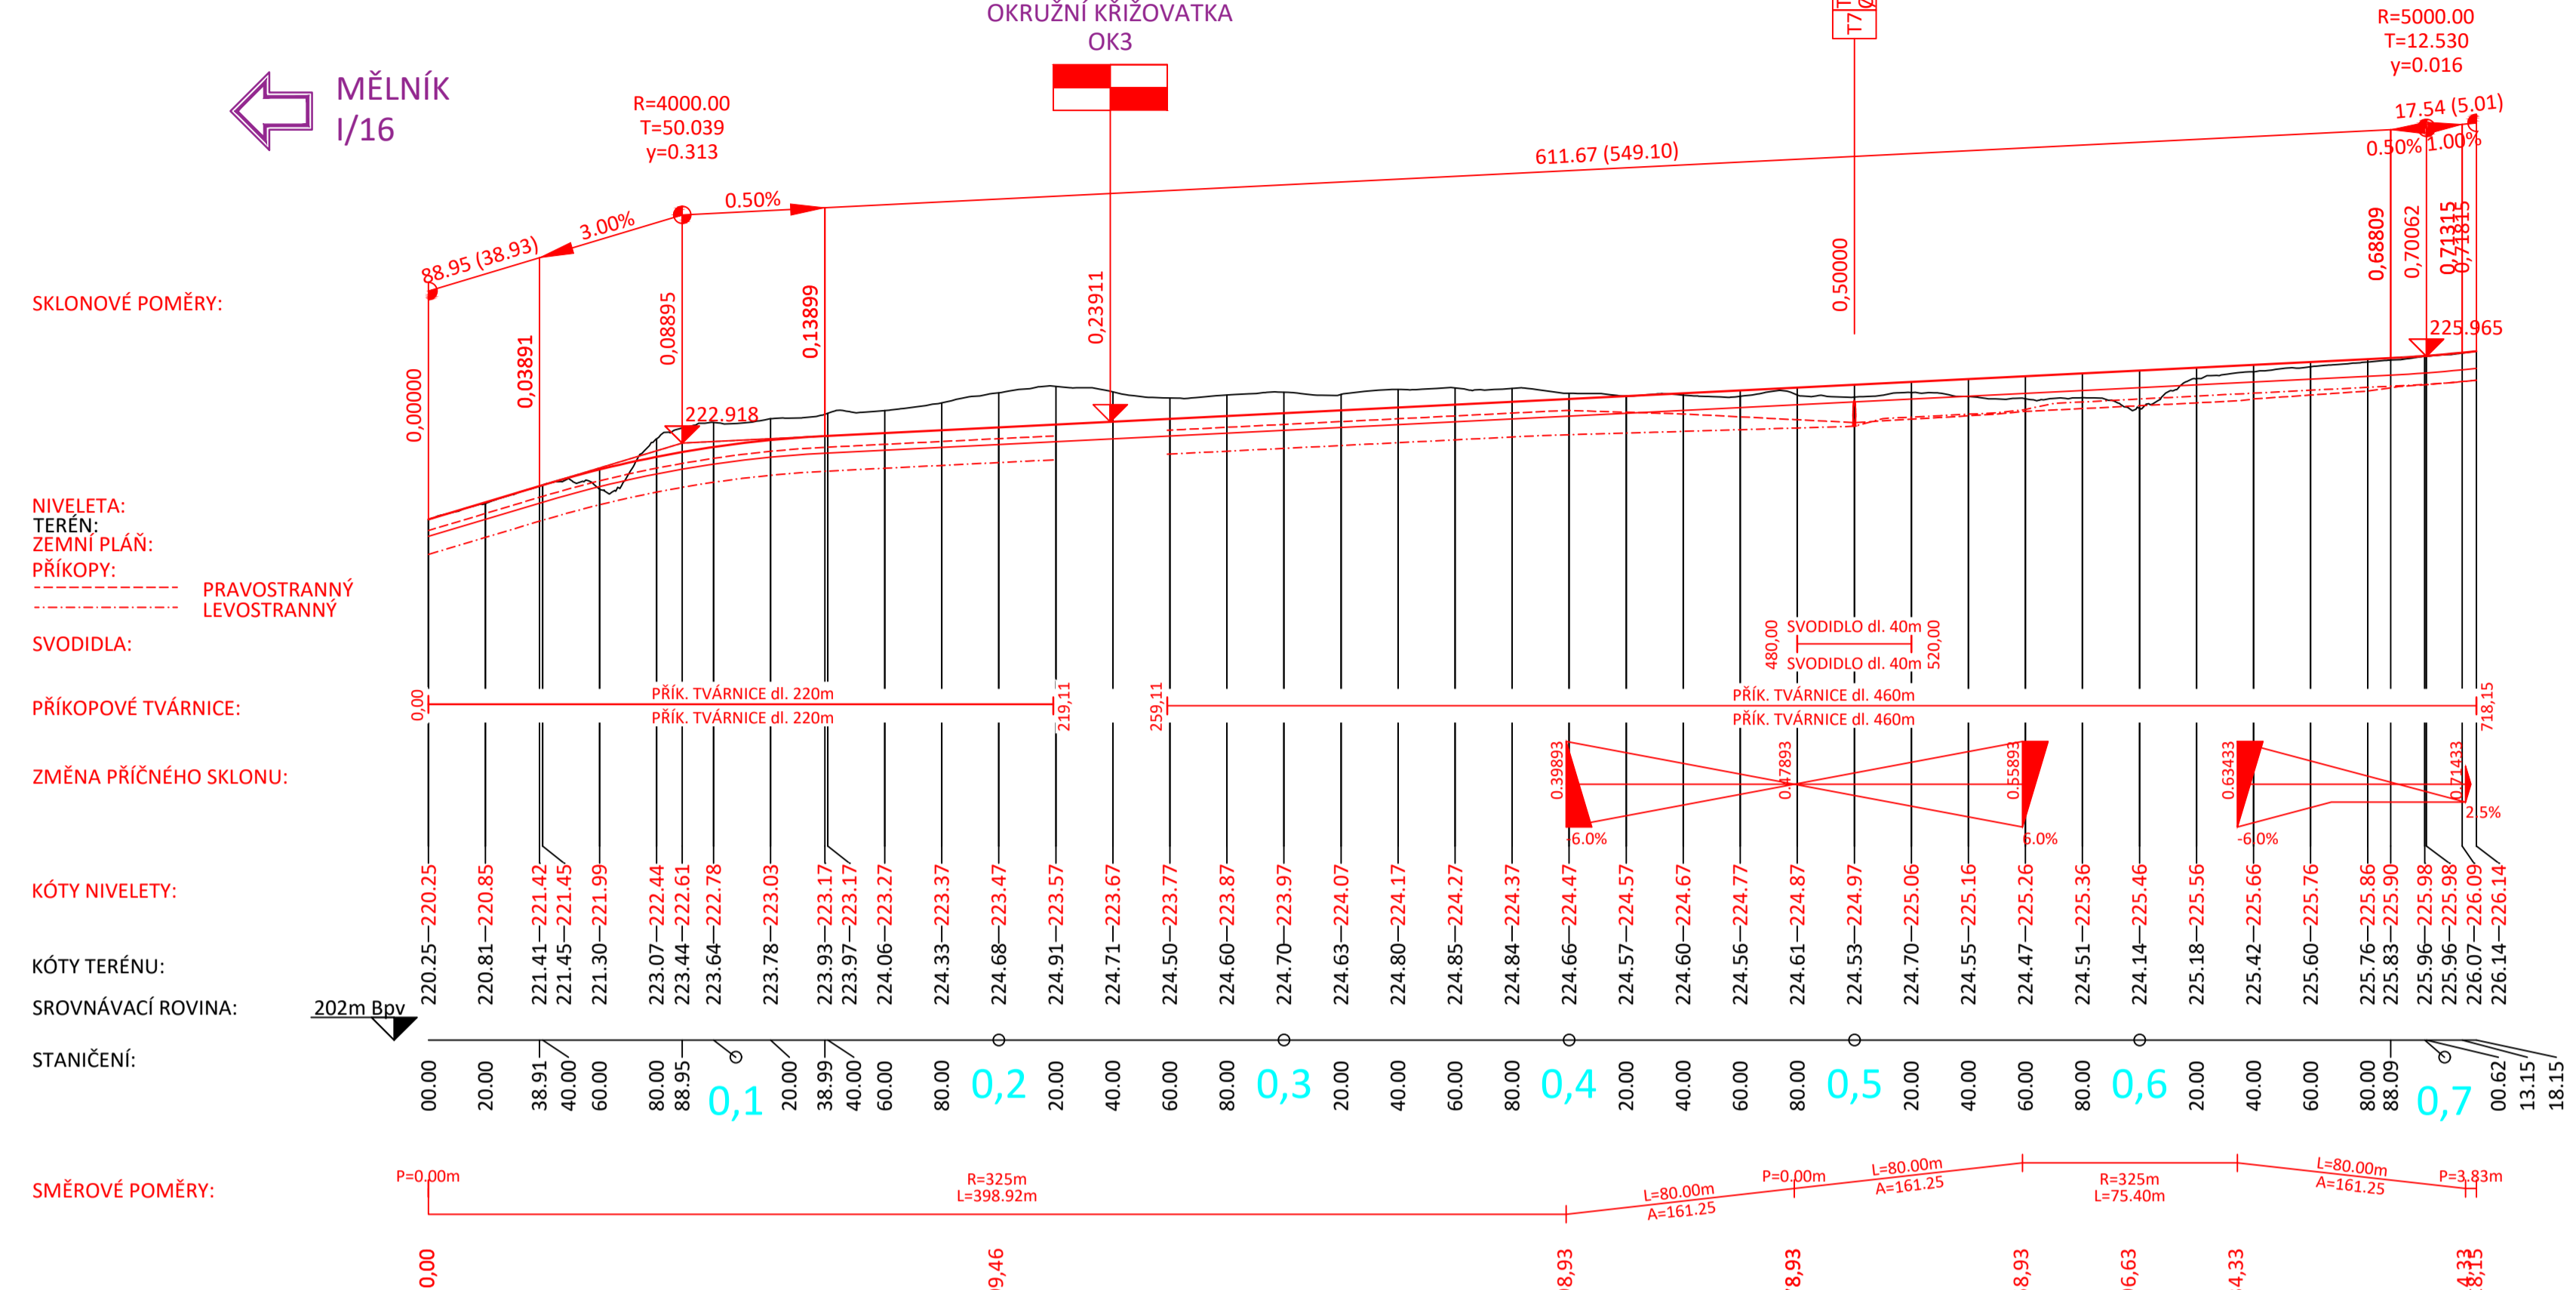 OKRUŽNÍ KŘIŽOVATKA
OK3
T7
R=5000.00
T=12.530
y=0.016
MĚLNÍK
I/16
R=4000.00
T=50.039
y=0.313
17.54 (5.01)
0.50% 1.00%
611.67 (549.10)
0.50%
3.00%
88.95 (38.93)
SKLONOVÉ POMĚRY:
0,00000
0,03891
0,08895
0,13899
0,23911
0,50000
0,68809
0,70062
0,71315
0,71815
222.918
225.965
NIVELETA:
TERÉN:
ZEMNÍ PLÁŇ:
PŘÍKOPY:
PRAVOSTRANNÝ
LEVOSTRANNÝ
SVODIDLA:
480,00
SVODIDLO dl. 40m
SVODIDLO dl. 40m
520,00
PŘÍKOPOVÉ TVÁRNICE:
0,00
PŘÍK. TVÁRNICE dl. 220m
PŘÍK. TVÁRNICE dl. 220m
219,11
259,11
PŘÍK. TVÁRNICE dl. 460m
PŘÍK. TVÁRNICE dl. 460m
718,15
ZMĚNA PŘÍČNÉHO SKLONU:
0.39893
-6.0%
0.47893
0.55893
6.0%
0.63433
-6.0%
0.71433
2.5%
KÓTY NIVELETY:
220.25 220.85 221.42 221.45 221.99 222.44 222.61 222.78 223.03 223.17 223.17 223.27 223.37 223.47 223.57 223.67 223.77 223.87 223.97 224.07 224.17 224.27 224.37 224.47 224.57 224.67 224.77 224.87 224.97 225.06 225.16 225.26 225.36 225.46 225.56 225.66 225.76 225.86 225.90 225.98 225.98 226.09 226.14
KÓTY TERÉNU:
220.25 220.81 221.41 221.45 221.30 223.07 223.44 223.64 223.78 223.93 223.97 224.06 224.33 224.68 224.91 224.71 224.50 224.60 224.70 224.63 224.80 224.85 224.84 224.66 224.57 224.60 224.56 224.61 224.53 224.70 224.55 224.47 224.51 224.14 225.18 225.42 225.60 225.76 225.83 225.96 225.96 226.07 226.14
SROVNÁVACÍ ROVINA:
202m Bpv
STANIČENÍ:
00.00 20.00 38.91 40.00 60.00 80.00 88.95 0,1 20.00 38.99 40.00 60.00 80.00 0,2 20.00 40.00 60.00 80.00 0,3 20.00 40.00 60.00 80.00 0,4 20.00 40.00 60.00 80.00 0,5 20.00 40.00 60.00 80.00 0,6 20.00 40.00 60.00 80.00 88.09 0,7 00.62 13.15 18.15
SMĚROVÉ POMĚRY:
P=0.00m
R=325m
L=398.92m
L=80.00m
A=161.25
P=0.00m
L=80.00m
A=161.25
R=325m
L=75.40m
L=80.00m
A=161.25
P=3.83m
0,00
9,46
8,93
8,93
8,93
6,63
4,33
4,33
8,15